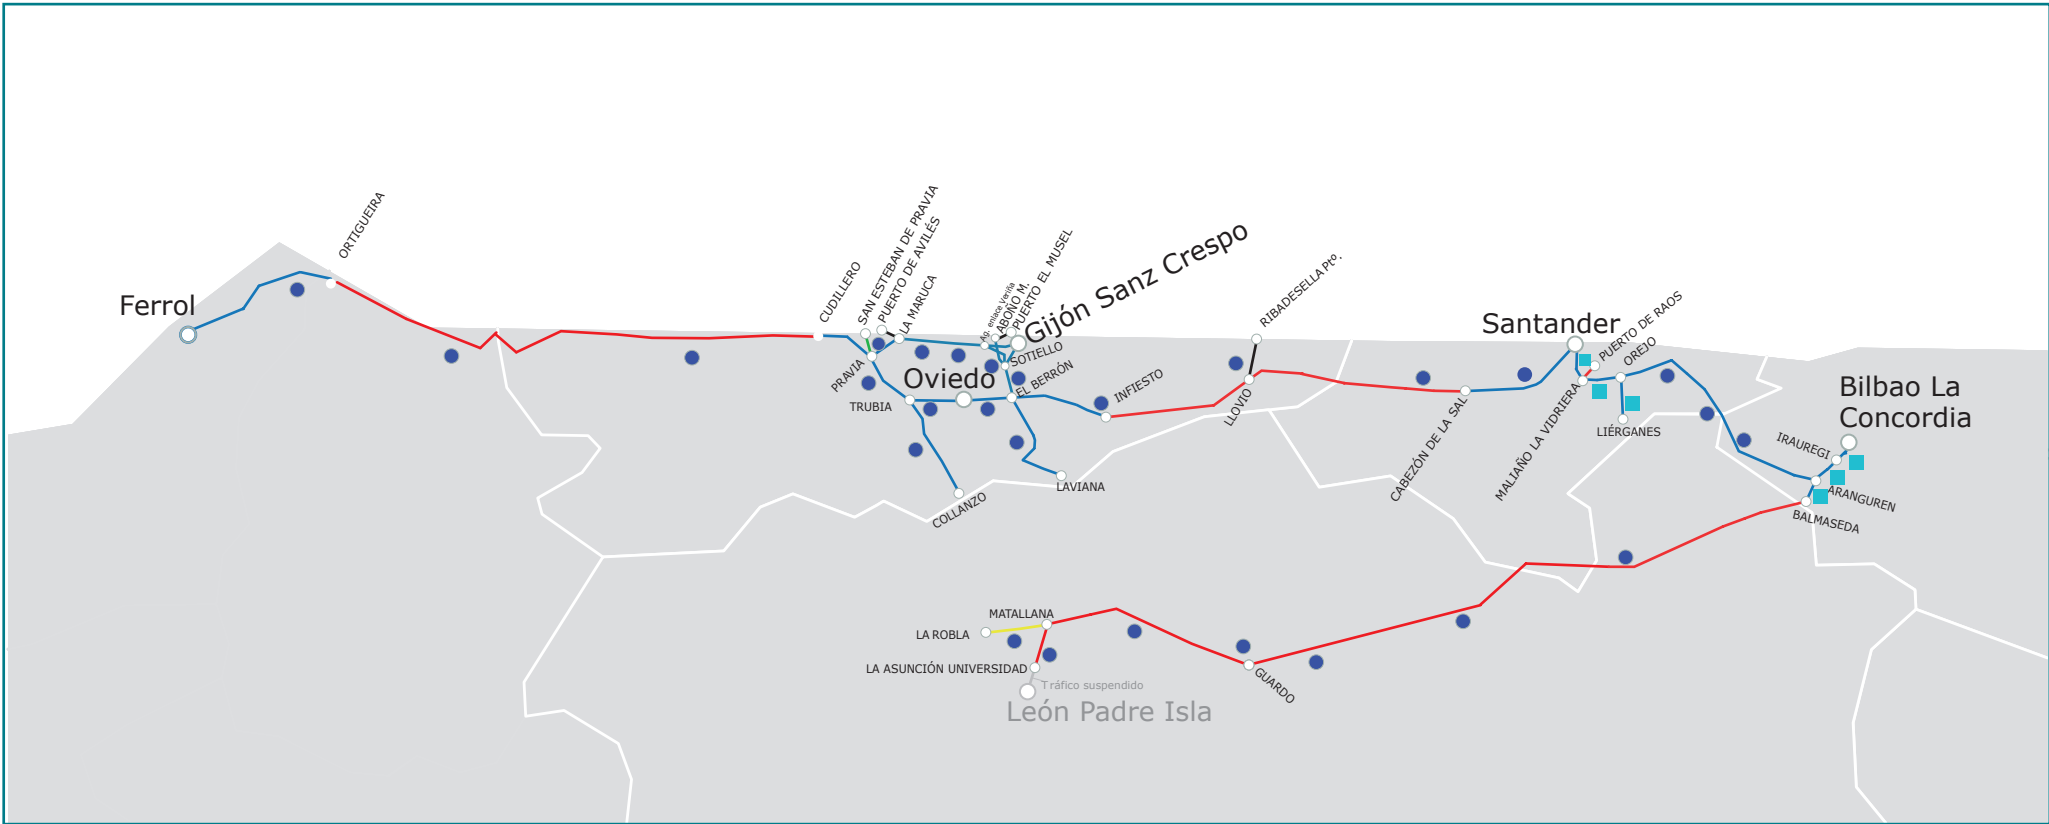 ORTIGUEIRA
Ferrol
CUDILLERO
SAN ESTEBAN DE PRAVIA
PUERTO DE AVILÉS
LA MARUCA
Ag. enlace Veriña
ABOÑO M.
PUERTO EL MUSEL
Gijón Sanz Crespo
SOTIELLO
PRAVIA
Oviedo
EL BERRÓN
TRUBIA
INFIESTO
RIBADESELLA Ptº.
LLOVIO
COLLANZO
LAVIANA
Santander
PUERTO DE RAOS
OREJO
CABEZÓN DE LA SAL
MALIAÑO LA VIDRIERA
LIÉRGANES
Bilbao La
Concordia
IRAUREGI
ARANGUREN
BALMASEDA
MATALLANA
LA ROBLA
LA ASUNCIÓN UNIVERSIDAD
Tráfico suspendido
León Padre Isla
GUARDO